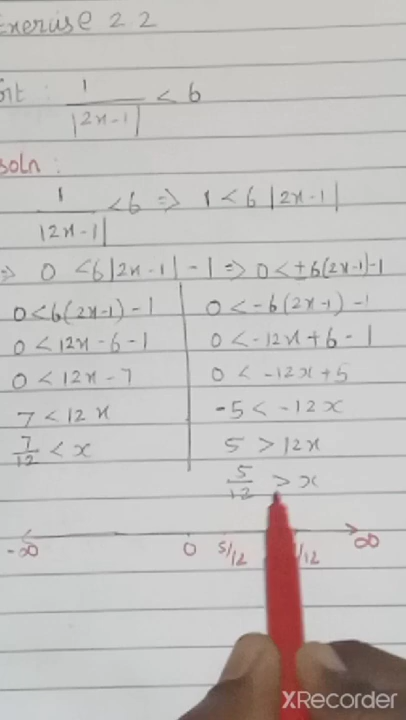 Exercise 2 2
1/|2x-1| < 6
soln :
1/|2x-1| < 6 ⇒ 1 < 6 |2x-1|
⇒ 0 < 6|2x-1| - 1 ⇒ 0 < ±6(2x-1)-1
0 < 6(2x-1) - 1
0 < 12x - 6 - 1
0 < 12x - 7
7 < 12x
7/12 < x
0 < -6(2x-1) - 1
0 < -12x + 6 - 1
0 < -12x + 5
-5 < -12x
5 > 12x
5/12 > x
-∞ 0 5/12 /12 ∞
XRecorder